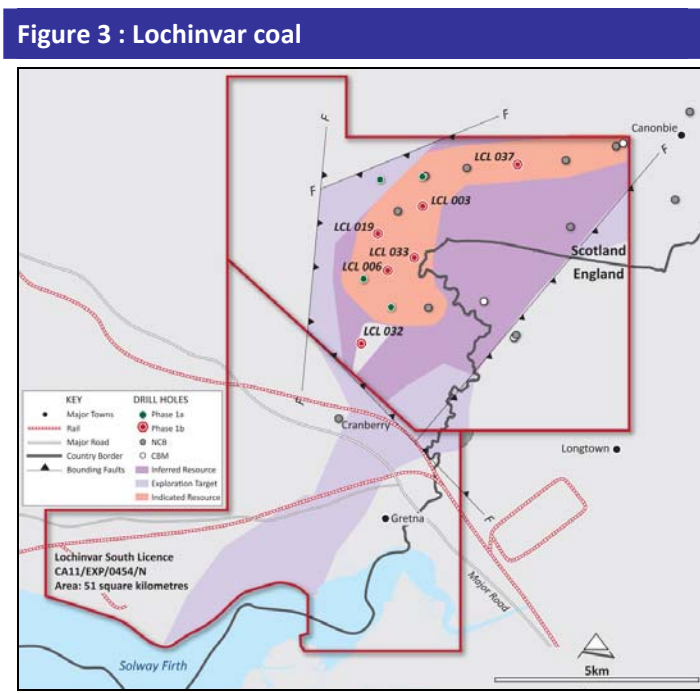 Figure 3 : Lochinvar coal
Canonbie
F
F
F
F
LCL 037
LCL 003
LCL 019
LCL 033
LCL 006
Scotland
England
LCL 032
F
Cranberry
KEY
DRILL HOLES
Major Towns
Phase 1a
Rail
Phase 1b
Major Road
NCB
Country Border
CBM
Bounding Faults
Inferred Resource
Exploration Target
Indicated Resource
Longtown
Gretna
F
Lochinvar South Licence
CA11/EXP/0454/N
Area: 51 square kilometres
Major Road
Solway Firth
5km